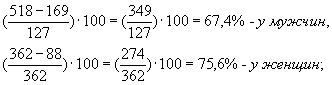 (518−169/127)·100 = (349/127)·100 = 67,4% - у мужчин,
(362−88/362)·100 = (274/362)·100 = 75,6% - у женщин;